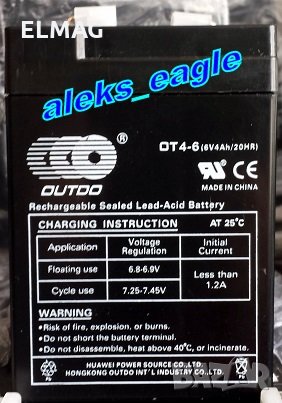 ELMAG
aleks_eagle
®
OUTDO
OT4-6(6V4Ah/20HR)
MADE IN CHINA
Rechargeable Sealed Lead-Acid Battery
CHARGING INSTRUCTION AT 25°C
Application Voltage Regulation Initial Current
Floating use 6.8-6.9V Less than 1.2A
Cycle use 7.25-7.45V
WARNING
•Risk of fire, explosion, or burns.
•Do not short the battery terminal.
•Do not disassemble, heat above 40°C, or incinerate.
Pb HUAWEI POWER SOURCE CO.,LTD. Pb
HONGKONG OUTDO INT'L INDUSTRY CO.,LTD
Bazar